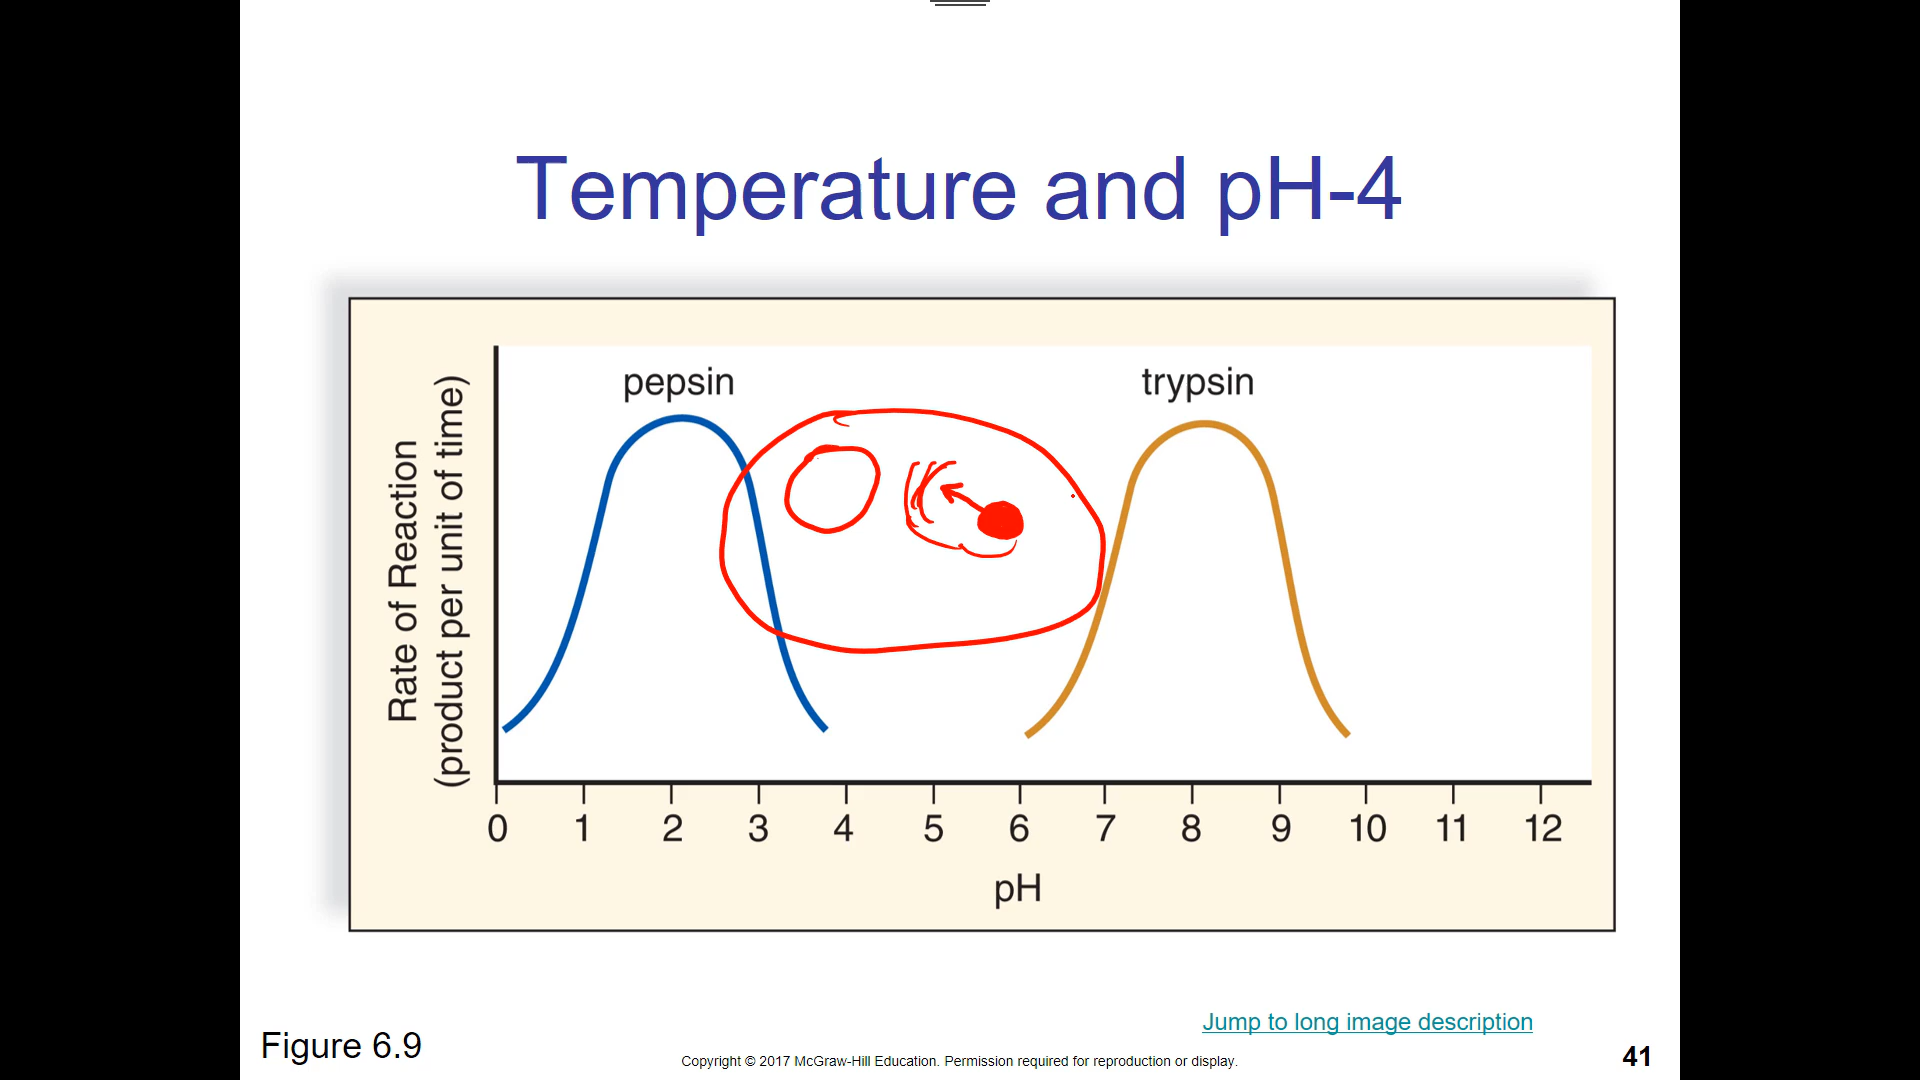 Temperature and pH-4
pepsin
trypsin
Rate of Reaction
(product per unit of time)
0 1 2 3 4 5 6 7 8 9 10 11 12
pH
Jump to long image description
Figure 6.9
Copyright © 2017 McGraw-Hill Education. Permission required for reproduction or display.
41